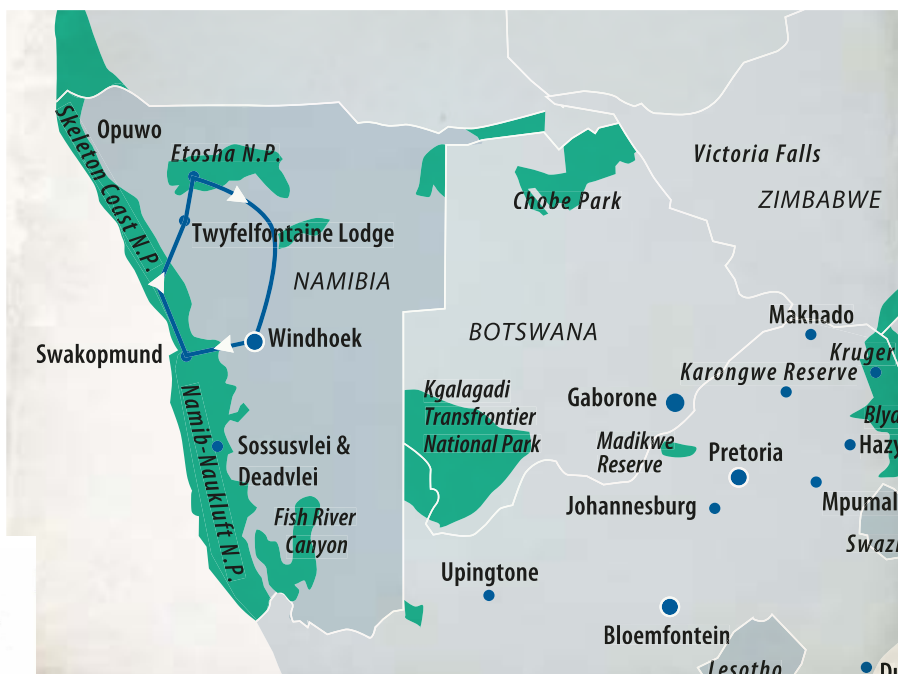 Opuwo
Skeleton Coast N.P.
Etosha N.P.
Victoria Falls
Chobe Park
ZIMBABWE
Twyfelfontaine Lodge
NAMIBIA
Makhado
BOTSWANA
Windhoek
Swakopmund
Kruger
Karongwe Reserve
Kgalagadi
Transfrontier
National Park
Gaborone
Blyd
Namib-Naukluft N.P.
Sossusvlei &
Deadvlei
Madikwe
Reserve
Pretoria
Hazy
Johannesburg
Mpumal
Fish River
Canyon
Swazi
Upingtone
Bloemfontein
Lesotho
Du